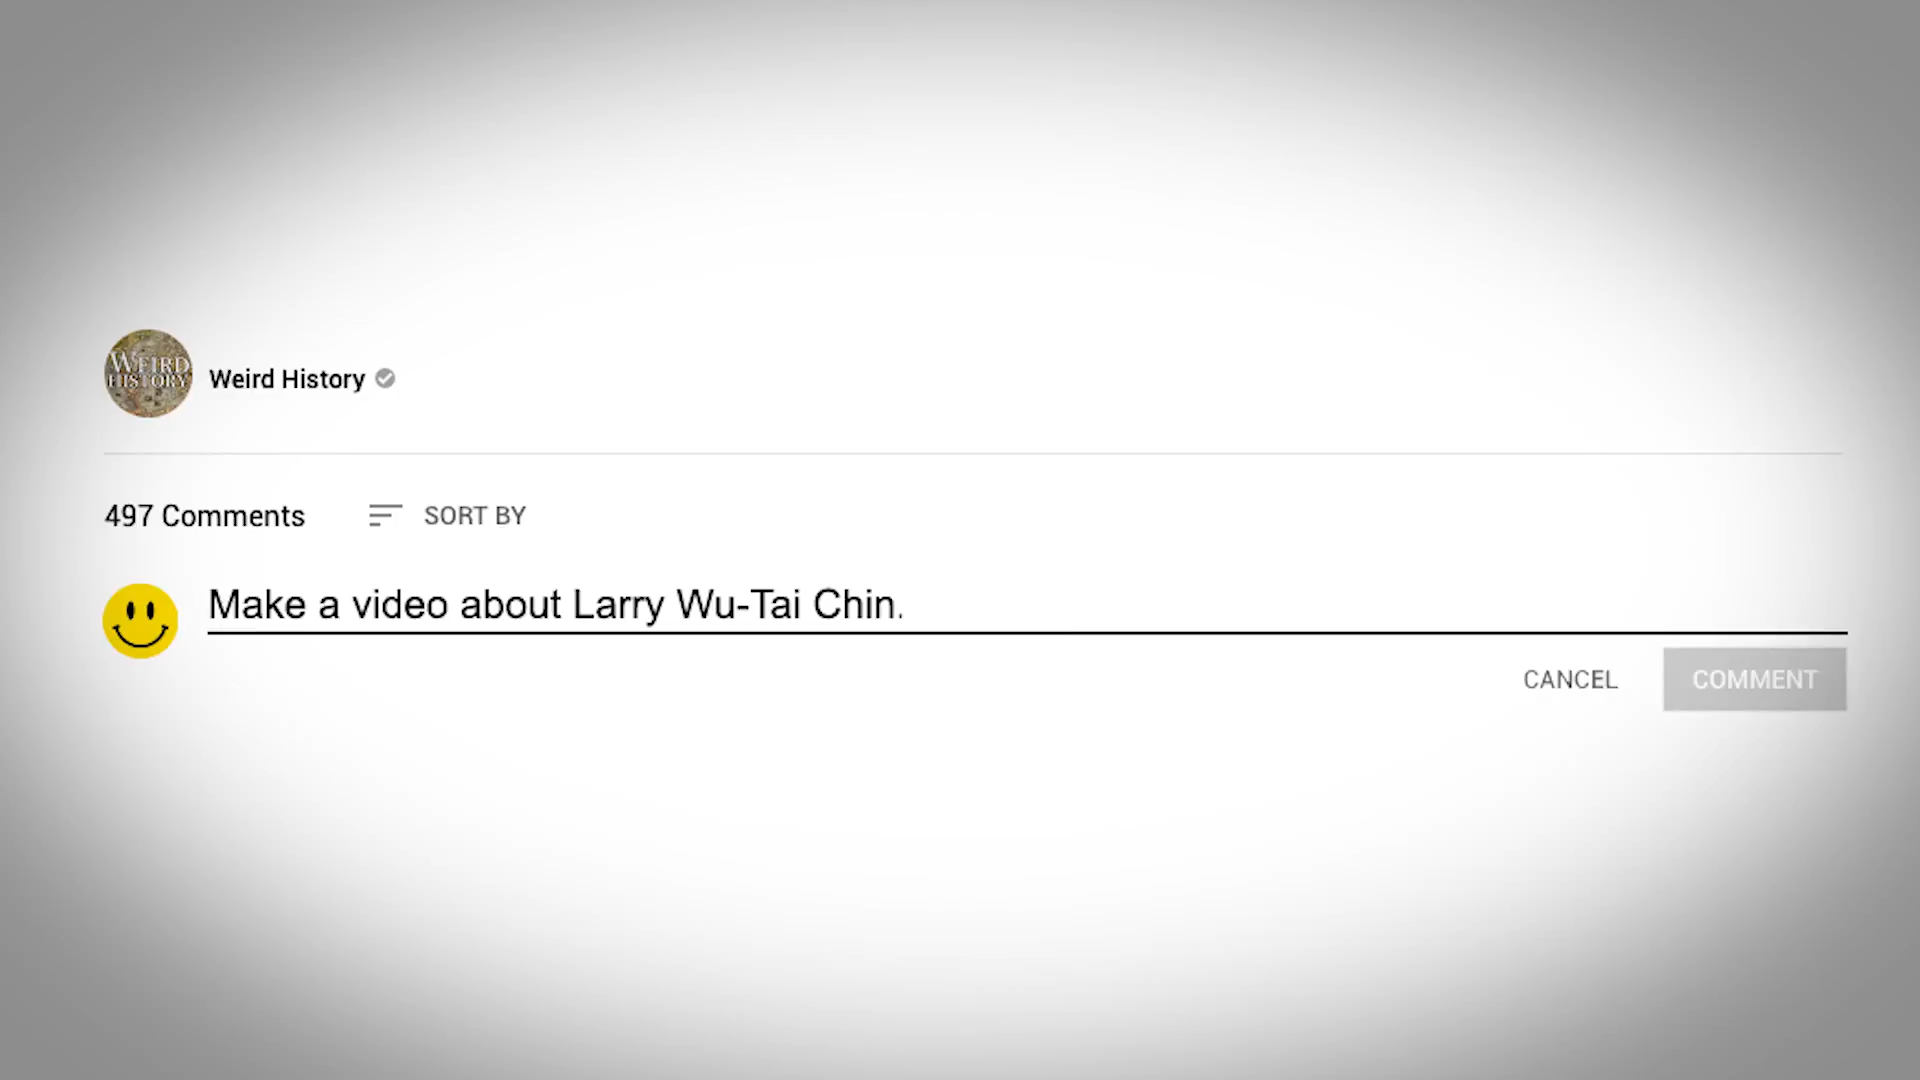 WEIRD
HISTORY
Weird History
497 Comments
SORT BY
Make a video about Larry Wu-Tai Chin.
CANCEL
COMMENT